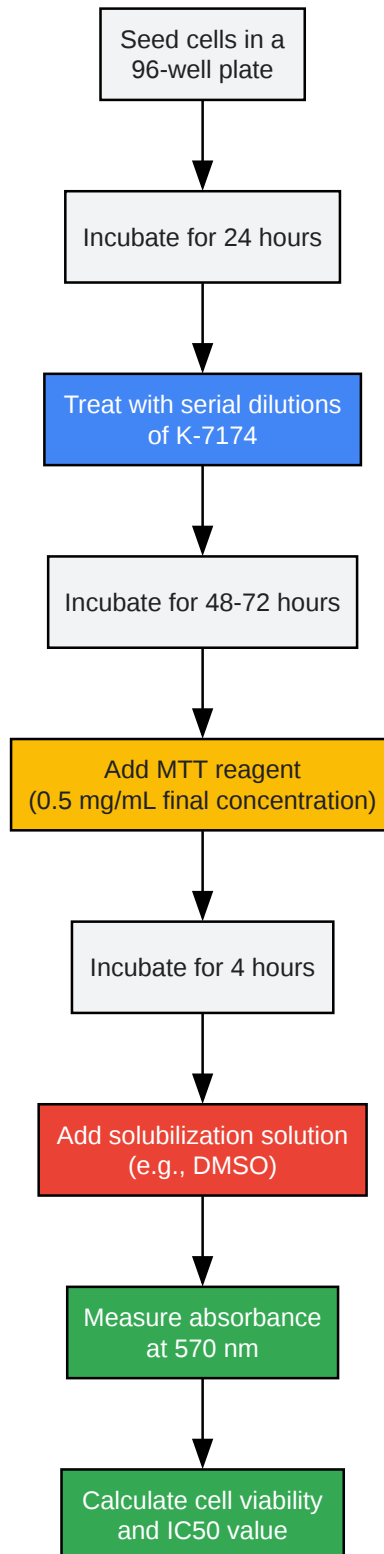 Seed cells in a
96-well plate
Incubate for 24 hours
Treat with serial dilutions
of K-7174
Incubate for 48-72 hours
Add MTT reagent
(0.5 mg/mL final concentration)
Incubate for 4 hours
Add solubilization solution
(e.g., DMSO)
Measure absorbance
at 570 nm
Calculate cell viability
and IC50 value